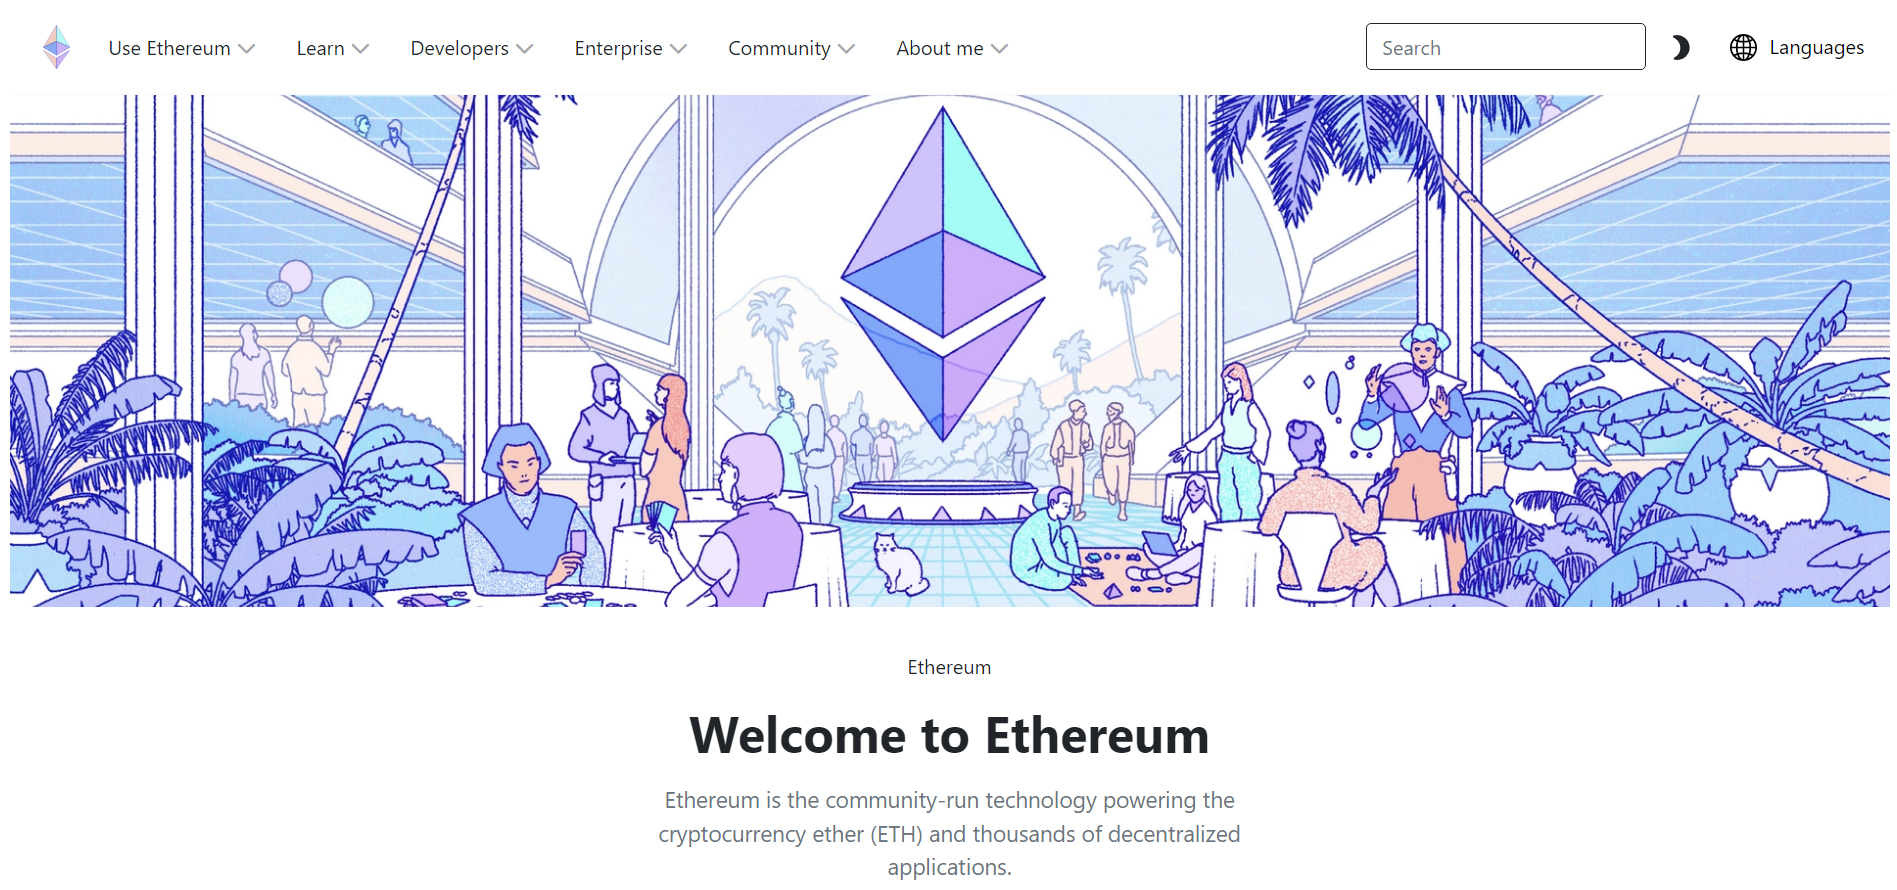 Use Ethereum Learn Developers Enterprise Community About me Search Languages
Ethereum
Welcome to Ethereum
Ethereum is the community-run technology powering the
cryptocurrency ether (ETH) and thousands of decentralized
applications.